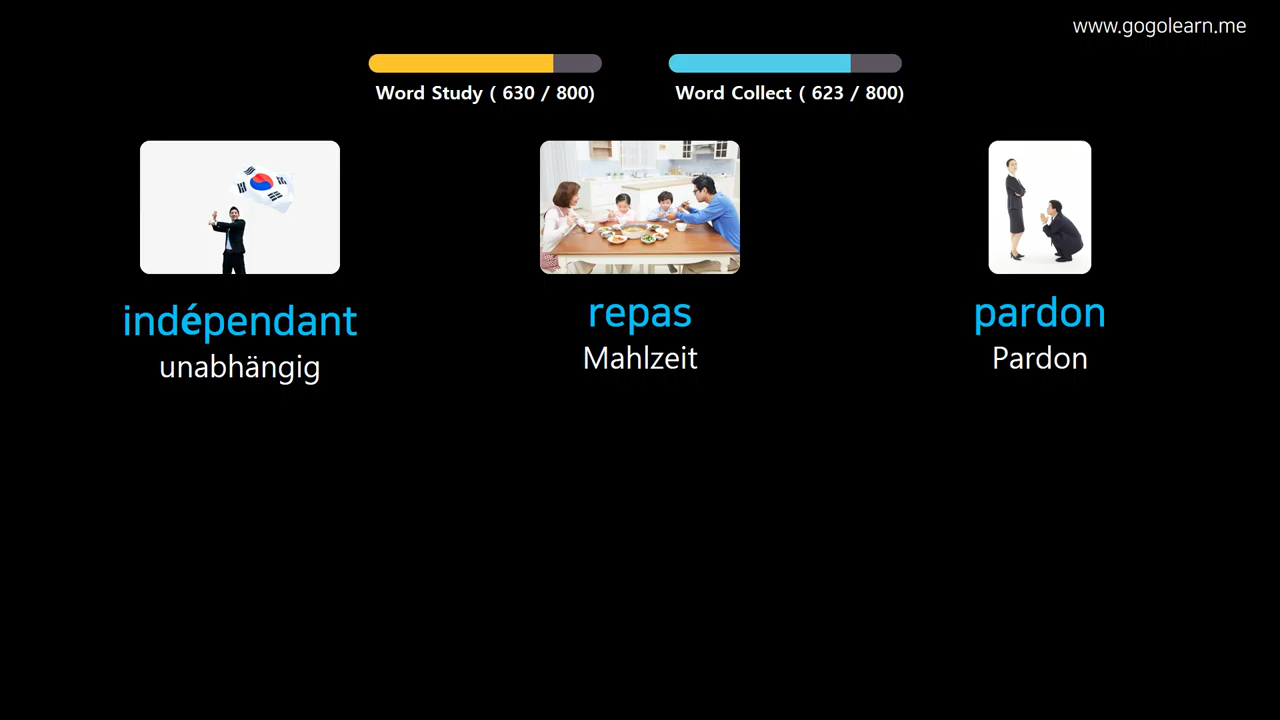 www.gogolearn.me
Word Study ( 630 / 800)
Word Collect ( 623 / 800)
indépendant
unabhängig
repas
Mahlzeit
pardon
Pardon